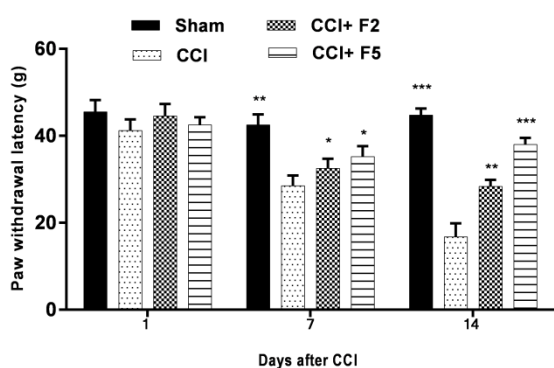 Sham
CCI+ F2
CCI
CCI+ F5
Paw withdrawal latency (g)
60
40
20
0
**
*
*
***
**
***
1
7
14
Days after CCI